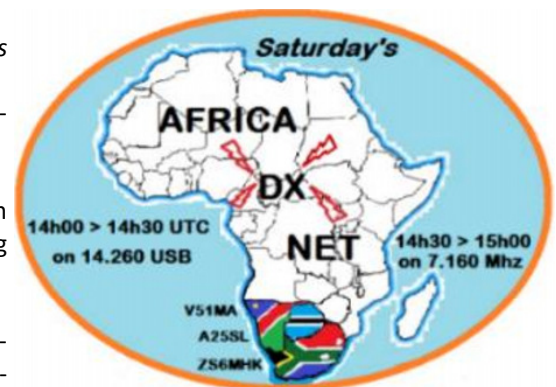 Saturday's
AFRICA
DX
NET
14h00 > 14h30 UTC
on 14.260 USB
14h30 > 15h00
on 7.160 Mhz
V51MA
A25SL
ZS6MHK
s
n
g